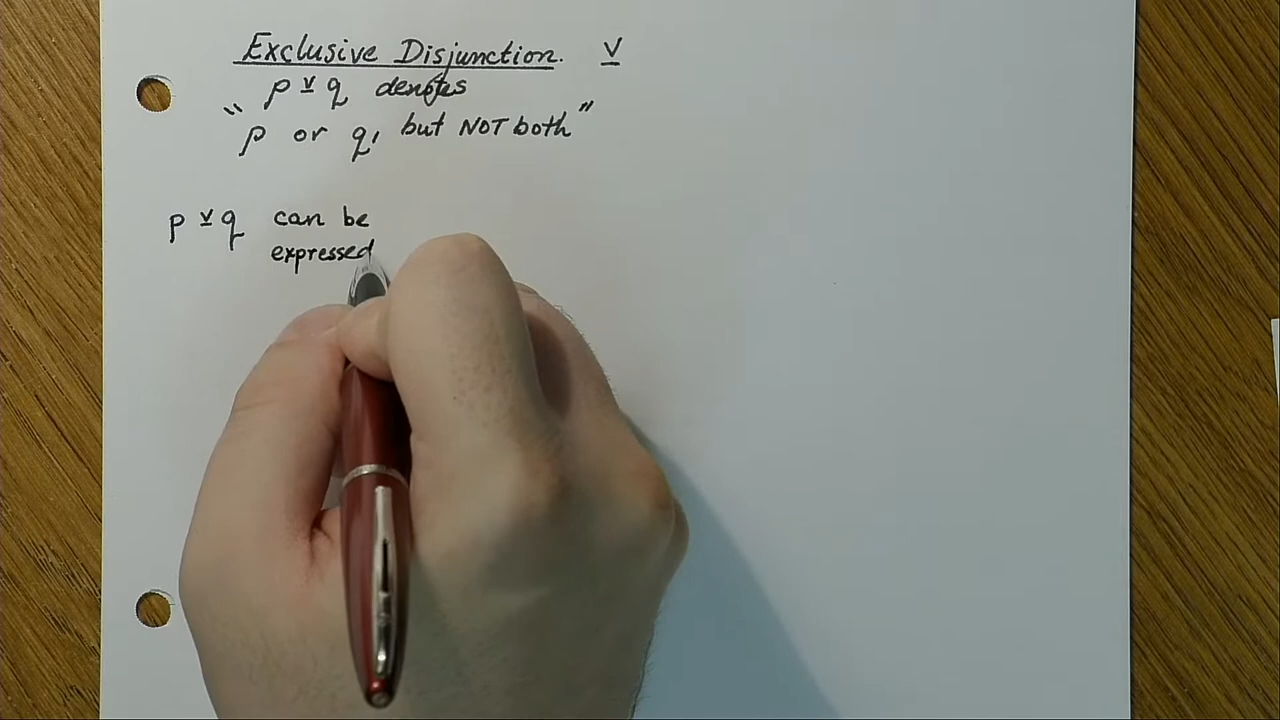 Exclusive Disjunction. ⊻
p ⊻ q denotes
"p or q, but NOT both"
p ⊻ q can be
expressed